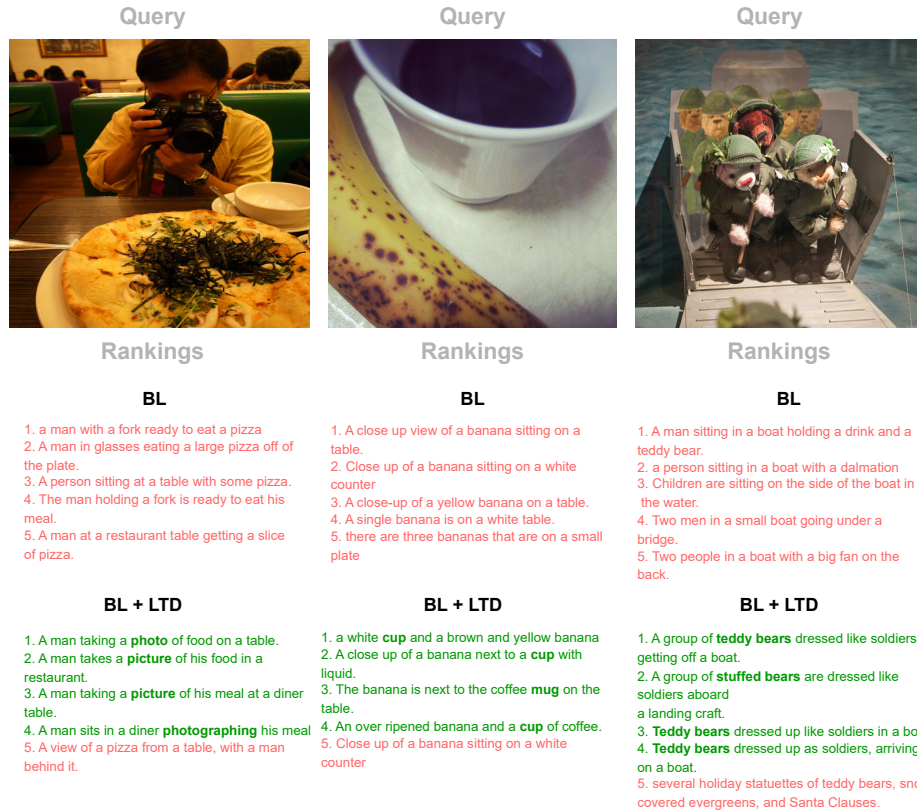 Query
Query
Query
Rankings
Rankings
Rankings
BL
1. a man with a fork ready to eat a pizza
2. A man in glasses eating a large pizza off of
the plate.
3. A person sitting at a table with some pizza.
4. The man holding a fork is ready to eat his
meal.
5. A man at a restaurant table getting a slice
of pizza.
BL
1. A close up view of a banana sitting on a
table.
2. Close up of a banana sitting on a white
counter
3. A close-up of a yellow banana on a table.
4. A single banana is on a white table.
5. there are three bananas that are on a small
plate
BL
1. A man sitting in a boat holding a drink and a
teddy bear.
2. a person sitting in a boat with a dalmation
3. Children are sitting on the side of the boat in
the water.
4. Two men in a small boat going under a
bridge.
5. Two people in a boat with a big fan on the
back.
BL + LTD
1. A man taking a photo of food on a table.
2. A man takes a picture of his food in a
restaurant.
3. A man taking a picture of his meal at a diner
table.
4. A man sits in a diner photographing his meal
5. A view of a pizza from a table, with a man
behind it.
BL + LTD
1. a white cup and a brown and yellow banana
2. A close up of a banana next to a cup with
liquid.
3. The banana is next to the coffee mug on the
table.
4. An over ripened banana and a cup of coffee.
5. Close up of a banana sitting on a white
counter
BL + LTD
1. A group of teddy bears dressed like soldiers
getting off a boat.
2. A group of stuffed bears are dressed like
soldiers aboard
a landing craft.
3. Teddy bears dressed up like soldiers in a
4. Teddy bears dressed up as soldiers, arriving
on a boat.
5. several holiday statuettes of teddy bears,
covered evergreens, and Santa Clauses.